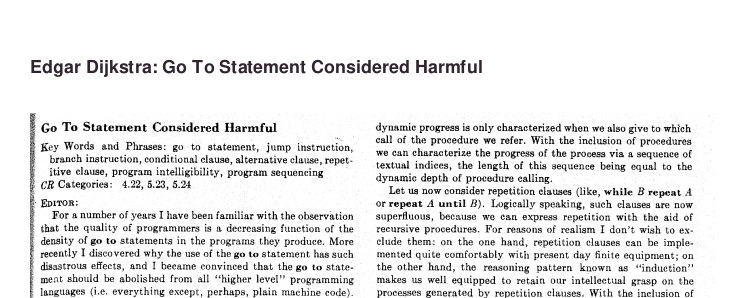 Edgar Dijkstra: Go To Statement Considered Harmful
Go To Statement Considered Harmful
Key Words and Phrases: go to statement, jump instruction,
branch instruction, conditional clause, alternative clause, repet-
itive clause, program intelligibility, program sequencing
CR Categories: 4.22, 5.23, 5.24
EDITOR:
For a number of years I have been familiar with the observation
that the quality of programmers is a decreasing function of the
density of go to statements in the programs they produce. More
recently I discovered why the use of the go to statement has such
disastrous effects, and I became convinced that the go to state-
ment should be abolished from all "higher level" programming
languages (i.e. everything except, perhaps, plain machine code).
dynamic progress is only characterized when we also give to which
call of the procedure we refer. With the inclusion of procedures
we can characterize the progress of the process via a sequence of
textual indices, the length of this sequence being equal to the
dynamic depth of procedure calling.
Let us now consider repetition clauses (like, while B repeat A
or repeat A until B). Logically speaking, such clauses are now
superfluous, because we can express repetition with the aid of
recursive procedures. For reasons of realism I don't wish to ex-
clude them: on the one hand, repetition clauses can be imple-
mented quite comfortably with present day finite equipment; on
the other hand, the reasoning pattern known as "induction"
makes us well equipped to retain our intellectual grasp on the
processes generated by repetition clauses. With the inclusion of